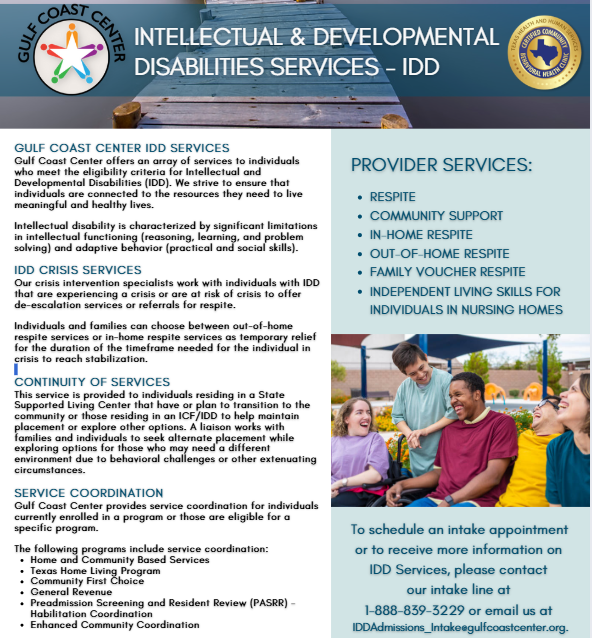 GULF COAST CENTER
INTELLECTUAL & DEVELOPMENTAL
DISABILITIES SERVICES - IDD
TEXAS HEALTH AND HUMAN SERVICES
CERTIFIED COMMUNITY
BEHAVIORAL HEALTH CLINIC
GULF COAST CENTER IDD SERVICES
Gulf Coast Center offers an array of services to individuals
who meet the eligibility criteria for Intellectual and
Developmental Disabilities (IDD). We strive to ensure that
individuals are connected to the resources they need to live
meaningful and healthy lives.
Intellectual disability is characterized by significant limitations
in intellectual functioning (reasoning, learning, and problem
solving) and adaptive behavior (practical and social skills).
IDD CRISIS SERVICES
Our crisis intervention specialists work with individuals with IDD
that are experiencing a crisis or are at risk of crisis to offer
de-escalation services or referrals for respite.
Individuals and families can choose between out-of-home
respite services or in-home respite services as temporary relief
for the duration of the timeframe needed for the individual in
crisis to reach stabilization.
CONTINUITY OF SERVICES
This service is provided to individuals residing in a State
Supported Living Center that have or plan to transition to the
community or those residing in an ICF/IDD to help maintain
placement or explore other options. A liaison works with
families and individuals to seek alternate placement while
exploring options for those who may need a different
environment due to behavioral challenges or other extenuating
circumstances.
SERVICE COORDINATION
Gulf Coast Center provides service coordination for individuals
currently enrolled in a program or those are eligible for a
specific program.
The following programs include service coordination:
• Home and Community Based Services
• Texas Home Living Program
• Community First Choice
• General Revenue
• Preadmission Screening and Resident Review (PASRR) -
Habilitation Coordination
• Enhanced Community Coordination
PROVIDER SERVICES:
• RESPITE
• COMMUNITY SUPPORT
• IN-HOME RESPITE
• OUT-OF-HOME RESPITE
• FAMILY VOUCHER RESPITE
• INDEPENDENT LIVING SKILLS FOR
INDIVIDUALS IN NURSING HOMES
To schedule an intake appointment
or to receive more information on
IDD Services, please contact
our intake line at
1-888-839-3229 or email us at
IDDAdmissions_Intake@gulfcoastcenter.org.